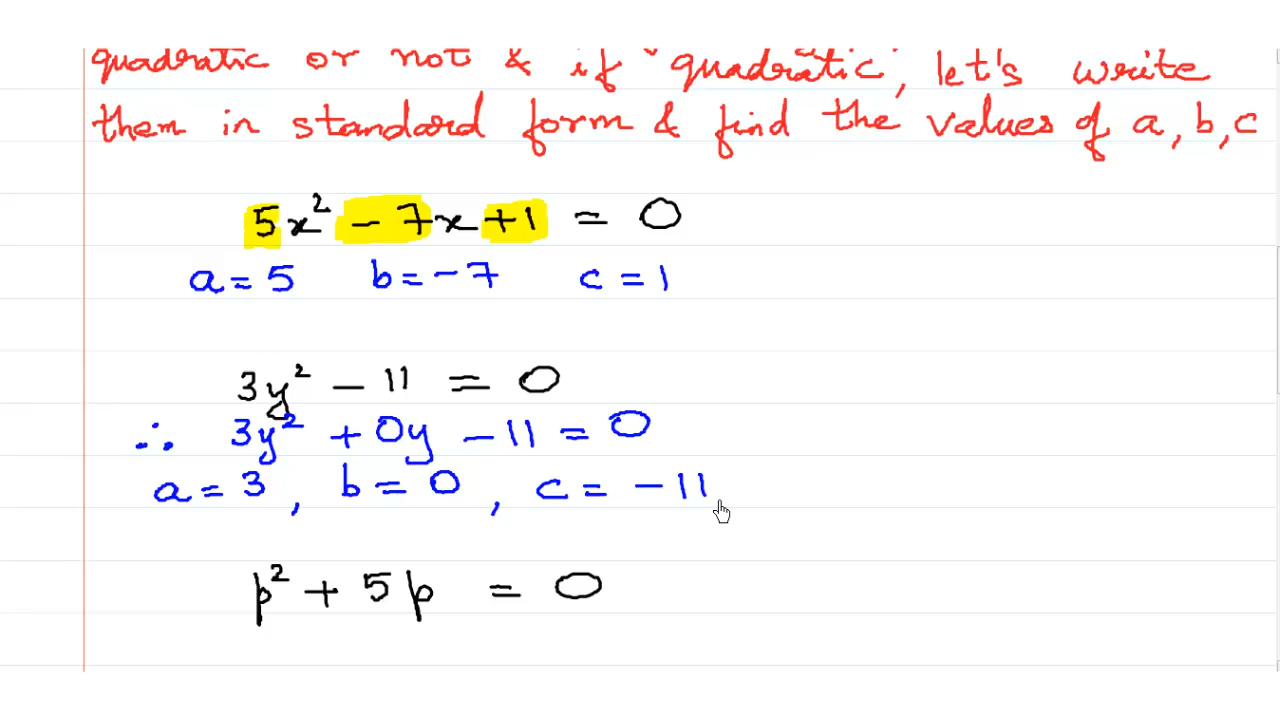 quadratic or not & if "quadratic", let's write
them in standard form & find the values of a, b, c
5x² - 7x + 1 = 0
a = 5 b = -7 c = 1
3y² - 11 = 0
∴ 3y² + 0y - 11 = 0
a = 3, b = 0, c = -11
p² + 5p = 0